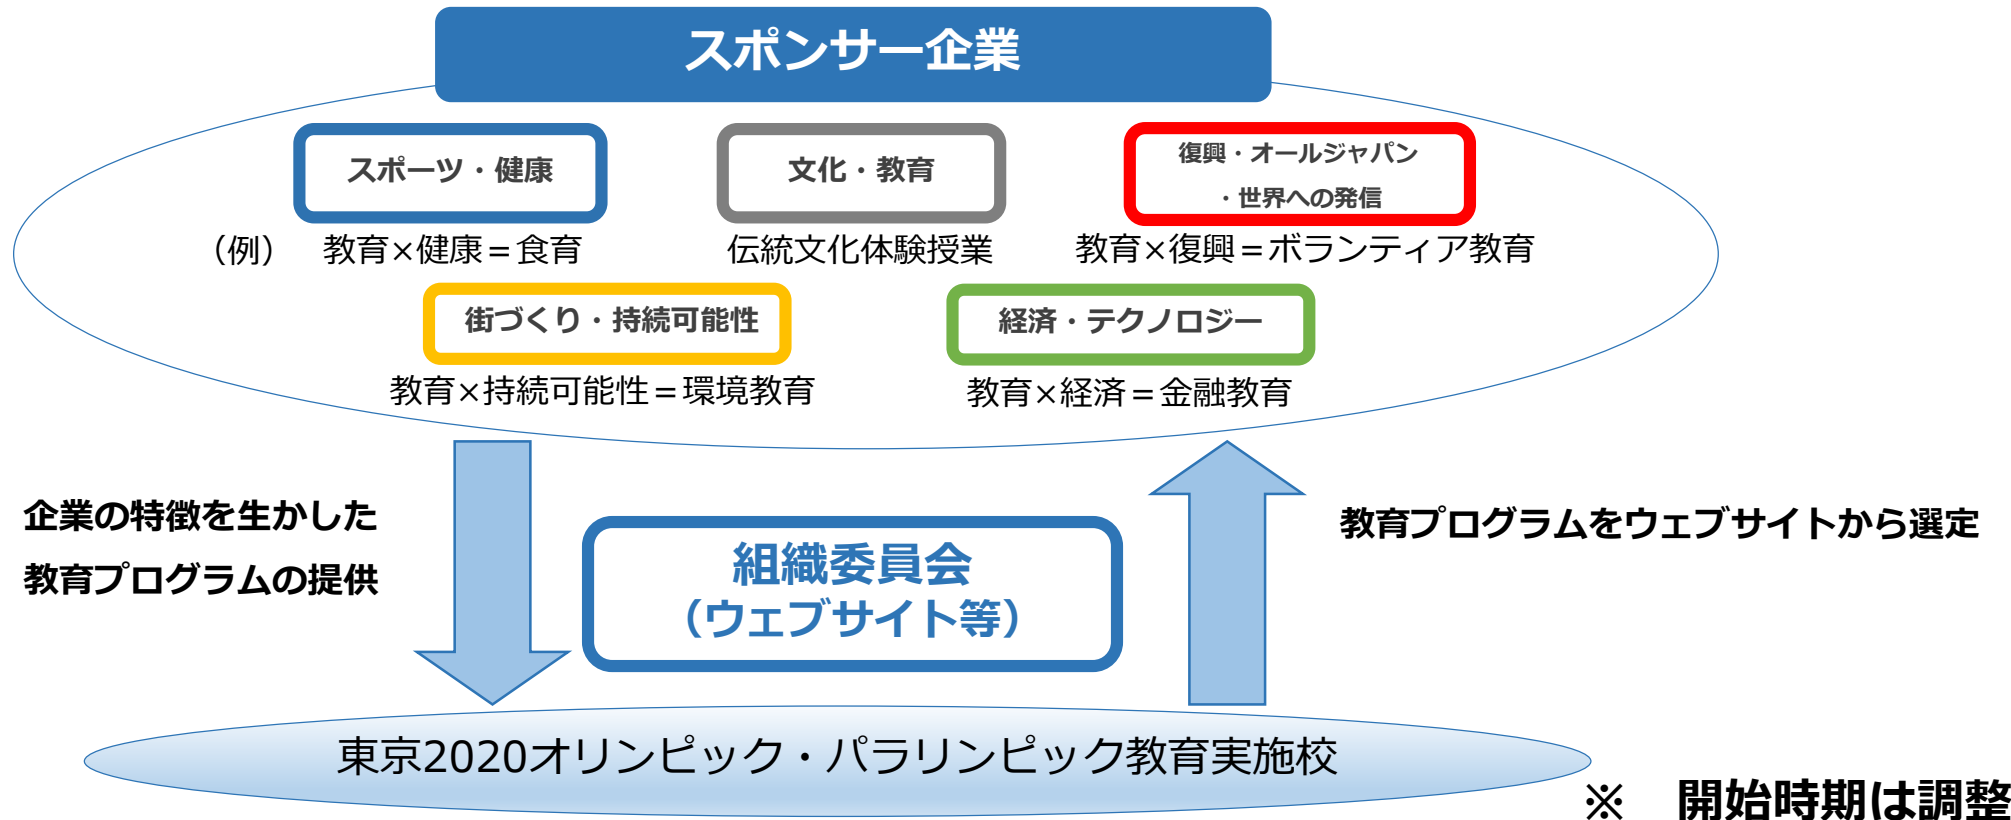 スポンサー企業
スポーツ・健康
文化・教育
復興・オールジャパン
・世界への発信
（例）　教育×健康＝食育
伝統文化体験授業
教育×復興＝ボランティア教育
街づくり・持続可能性
経済・テクノロジー
教育×持続可能性＝環境教育
教育×経済＝金融教育
企業の特徴を生かした
教育プログラムの提供
組織委員会
（ウェブサイト等）
教育プログラムをウェブサイトから選定
東京2020オリンピック・パラリンピック教育実施校
※　開始時期は調整